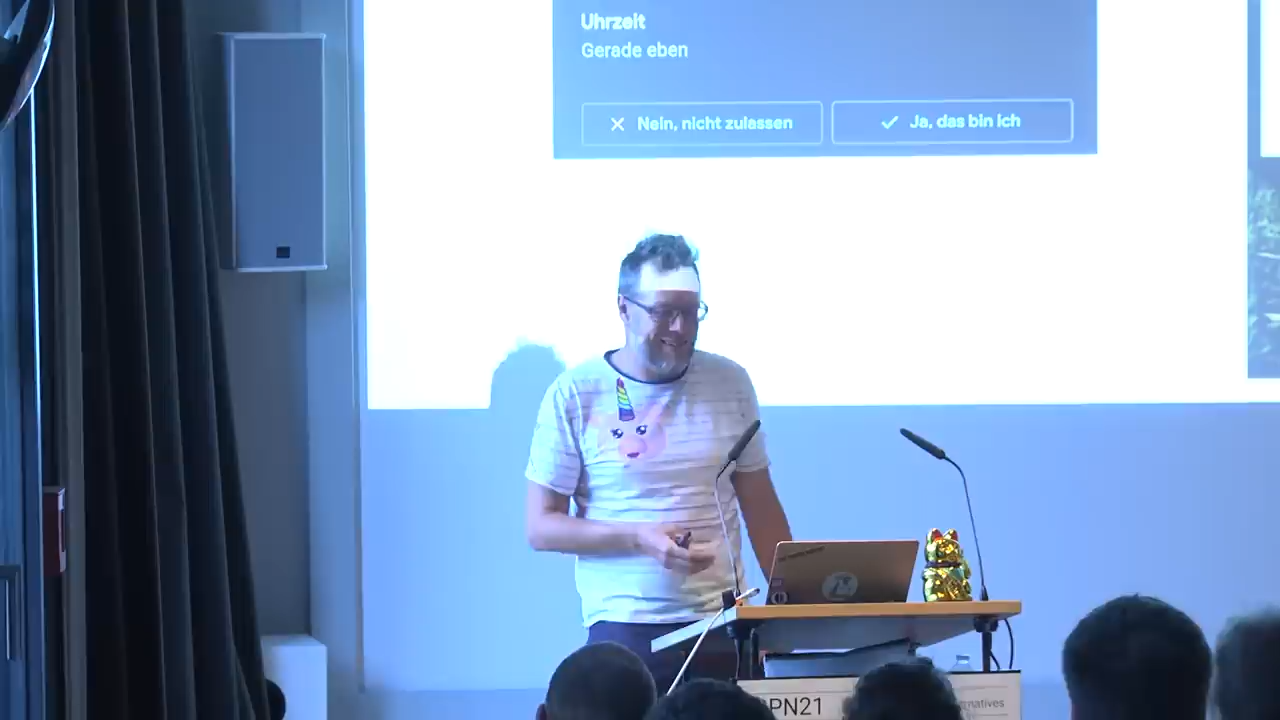 Uhrzeit
Gerade eben
Nein, nicht zulassen
Ja, das bin ich
PN21